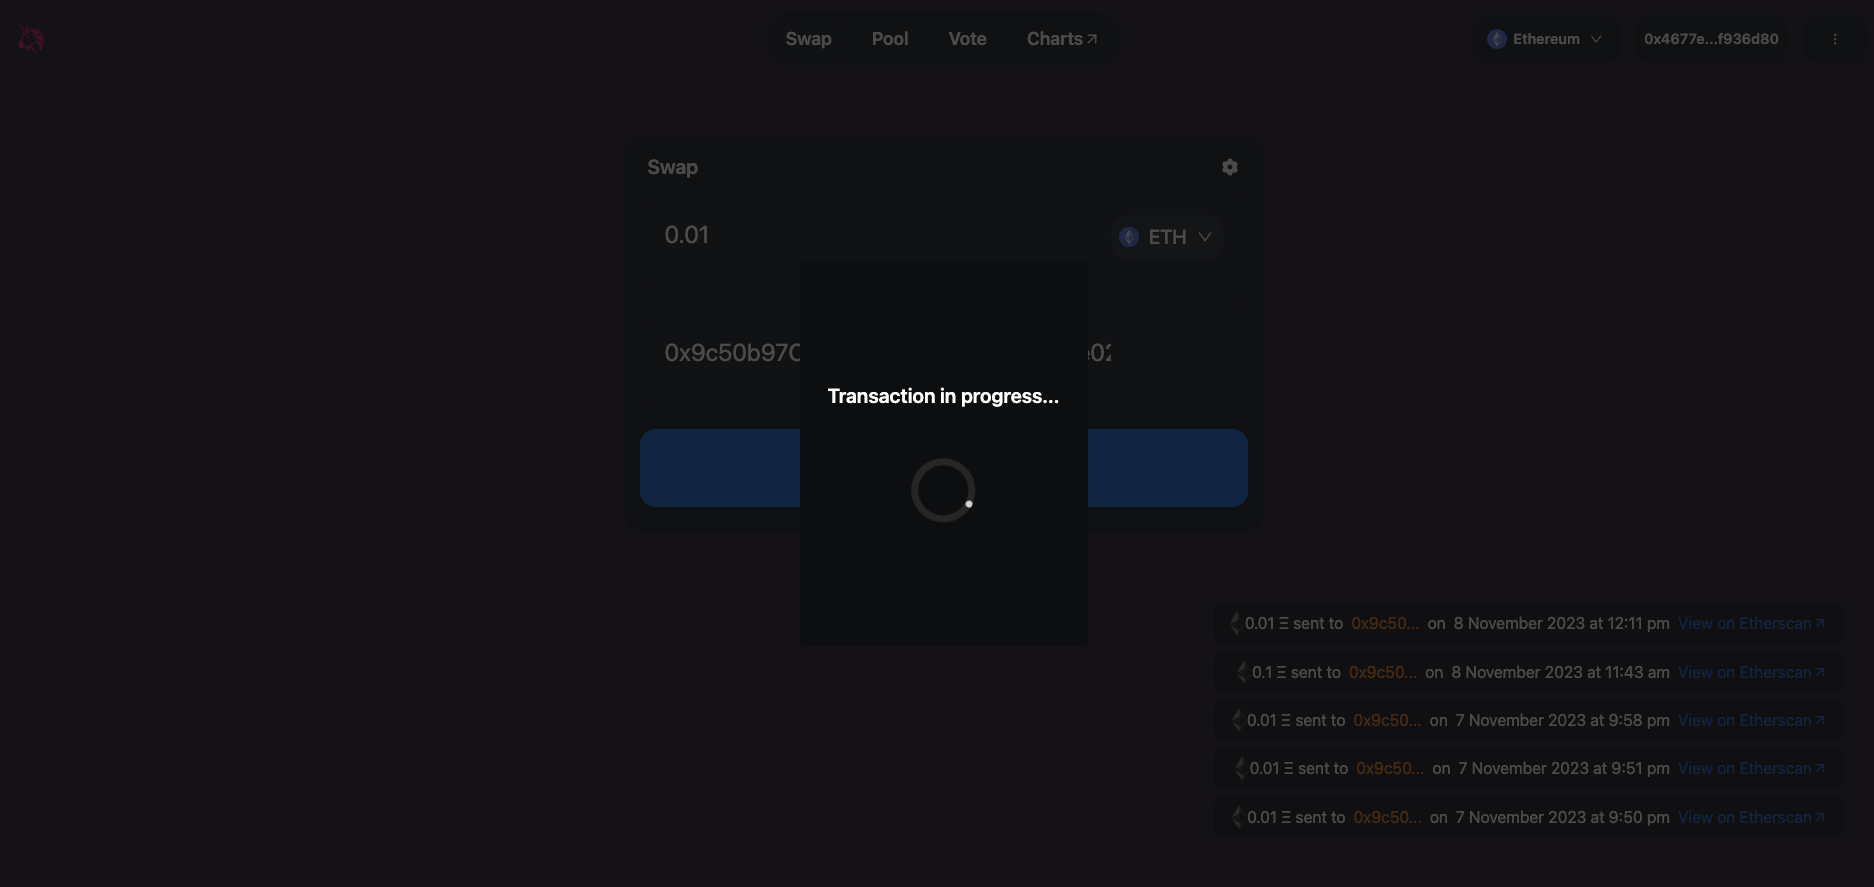 Swap Pool Vote Charts
Ethereum
0x4677e...f936d80
Swap
0.01
ETH
0x9c50b97
Transaction in progress...
0.01 Ξ sent to 0x9c50... on 8 November 2023 at 12:11 pm View on Etherscan
0.1 Ξ sent to 0x9c50... on 8 November 2023 at 11:43 am View on Etherscan
0.01 Ξ sent to 0x9c50... on 7 November 2023 at 9:58 pm View on Etherscan
0.01 Ξ sent to 0x9c50... on 7 November 2023 at 9:51 pm View on Etherscan
0.01 Ξ sent to 0x9c50... on 7 November 2023 at 9:50 pm View on Etherscan